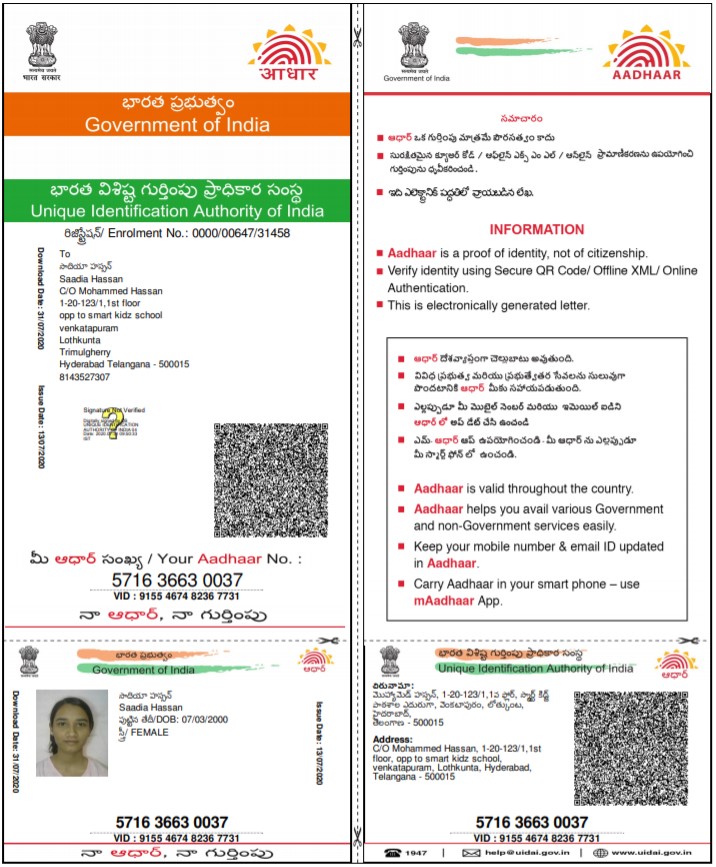 सत्यमेव जयते
भारत सरकार
आधार
భారత ప్రభుత్వం
Government of India
భారత విశిష్ట గుర్తింపు ప్రాధికార సంస్థ
Unique Identification Authority of India
రిజిస్ట్రేషన్/ Enrolment No.: 0000/00647/31458
Download Date : 31/07/2020
Issue Date : 13/07/2020
To
సాదియా హస్సన్
Saadia Hassan
C/O Mohammed Hassan
1-20-123/1,1st floor
opp to smart kidz school
venkatapuram
Lothkunta
Trimulgherry
Hyderabad Telangana - 500015
8143527307
Signature Not Verified
మీ ఆధార్ సంఖ్య / Your Aadhaar No. :
5716 3663 0037
VID : 9155 4674 8236 7731
నా ఆధార్, నా గుర్తింపు
భారత ప్రభుత్వం
Government of India
ఆధార్
Download Date: 31/07/2020
సాదియా హస్సన్
Saadia Hassan
పుట్టిన తేదీ/DOB: 07/03/2000
స్త్రీ/ FEMALE
Issue Date : 13/07/2020
5716 3663 0037
VID : 9155 4674 8236 7731
నా ఆధార్, నా గుర్తింపు
सत्यमेव जयते
Government of India
AADHAAR
సమాచారం
ఆధార్ ఒక గుర్తింపు మాత్రమే పౌరసత్వం కాదు
సురక్షితమైన క్యూఆర్ కోడ్ / ఆఫ్‌లైన్ ఎక్స్ ఎం ఎల్ / ఆన్‌లైన్ ప్రామాణీకరణను ఉపయోగించి
గుర్తింపును ధృవీకరించండి.
ఇది ఎలెక్ట్రానిక్ పద్ధతిలో వ్రాయబడిన లేఖ.
INFORMATION
Aadhaar is a proof of identity, not of citizenship.
Verify identity using Secure QR Code/ Offline XML/ Online
Authentication.
This is electronically generated letter.
ఆధార్ దేశవ్యాప్తంగా చెల్లుబాటు అవుతుంది.
వివిధ ప్రభుత్వ మరియు ప్రభుత్వేతర సేవలను సులువుగా
పొందటానికి ఆధార్ మీకు సహాయపడుతుంది.
ఎల్లప్పుడూ మీ మొబైల్ నెంబర్ మరియు ఇమెయిల్ ఐడిని
ఆధార్ లో అప్ డేట్ చేసి ఉంచండి
ఎమ్- ఆధార్ అప్ ఉపయోగించండి - మీ ఆధార్ ను ఎల్లప్పుడూ
మీ స్మార్ట్ ఫోన్ లో ఉంచండి.
Aadhaar is valid throughout the country.
Aadhaar helps you avail various Government
and non-Government services easily.
Keep your mobile number & email ID updated
in Aadhaar.
Carry Aadhaar in your smart phone – use
mAadhaar App.
భారత విశిష్ట గుర్తింపు ప్రాధికార సంస్థ
Unique Identification Authority of India
ఆధార్
చిరునామా:
పాఠశాల ఎదురుగా, వెంకటాపురం, లోత్కుంట,
హైదరాబాద్,
తెలంగాణ - 500015
Address:
C/O Mohammed Hassan, 1-20-123/1,1st
floor, opp to smart kidz school,
venkatapuram, Lothkunta, Hyderabad,
Telangana - 500015
5716 3663 0037
VID : 9155 4674 8236 7731
1947 | help@uidai.gov.in | www.uidai.gov.in